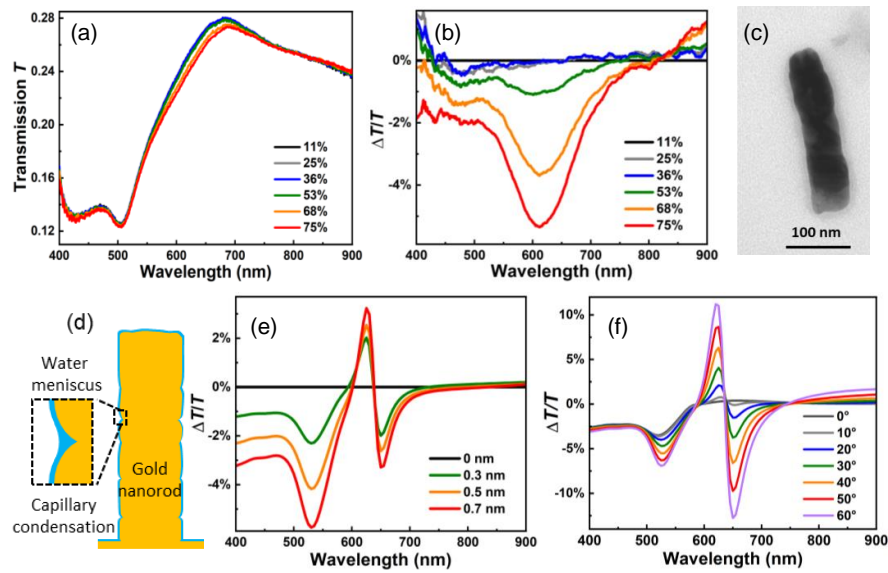 (a)
Transmission T
0.28
0.24
0.20
0.16
0.12
11%
25%
36%
53%
68%
75%
400 500 600 700 800 900
Wavelength (nm)
(b)
ΔT/T
0%
-2%
-4%
11%
25%
36%
53%
68%
75%
400 500 600 700 800 900
Wavelength (nm)
(c)
100 nm
(d)
Water
meniscus
Gold
nanorod
Capillary
condensation
(e)
ΔT/T
2%
0%
-2%
-4%
0 nm
0.3 nm
0.5 nm
0.7 nm
400 500 600 700 800 900
Wavelength (nm)
(f)
ΔT/T
10%
5%
0%
-5%
-10%
0°
10°
20°
30°
40°
50°
60°
400 500 600 700 800 900
Wavelength (nm)